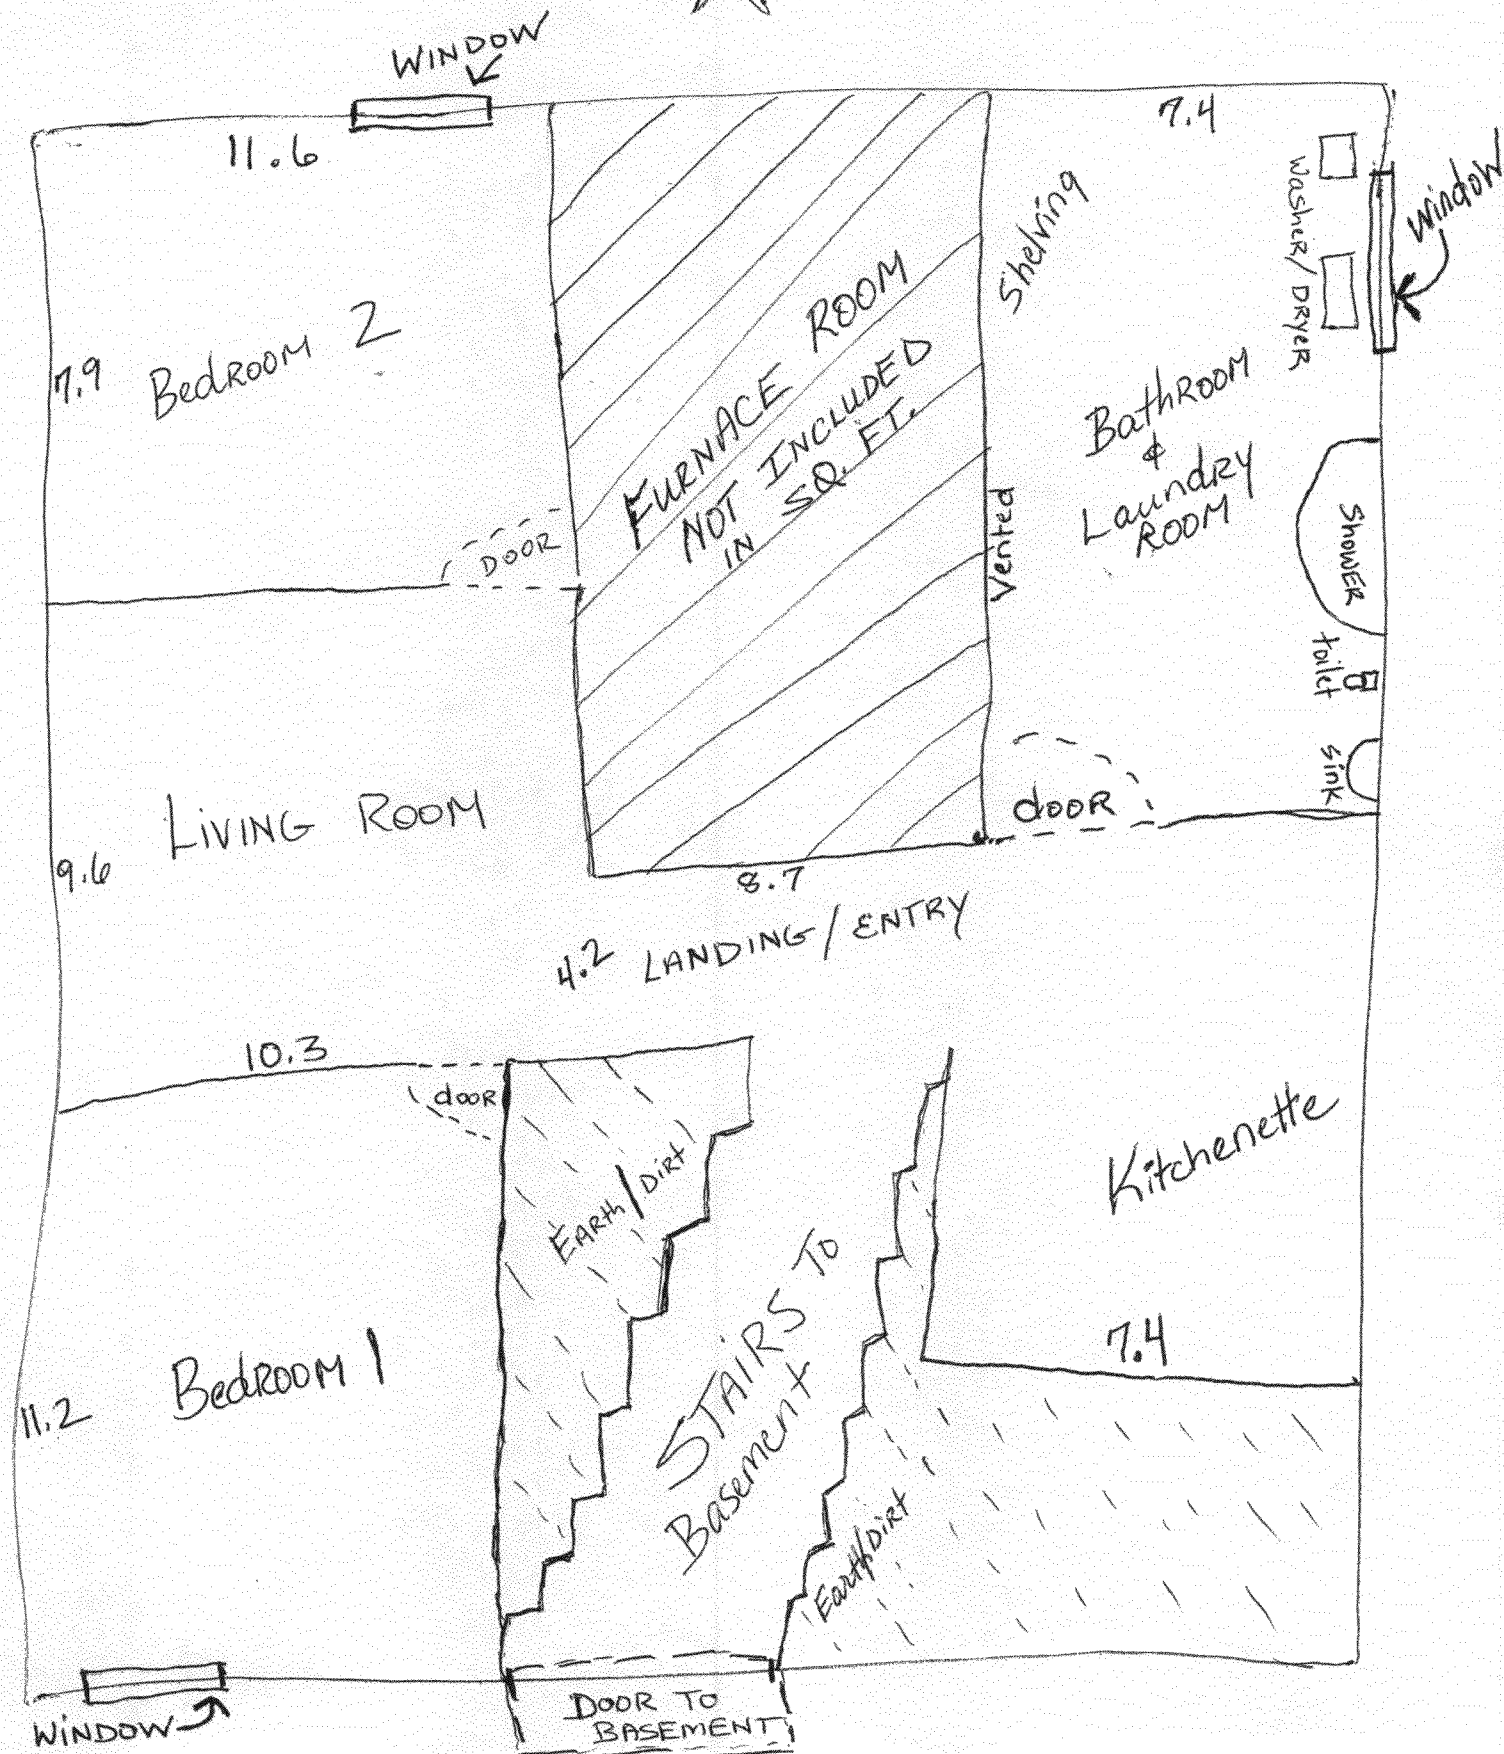 WINDOW
11.6
7.4
Washer/DRYER
Window
Shelving
7.9
Bedroom 2
FURNACE ROOM
NOT INCLUDED
IN SQ. FT.
Bathroom
&
Laundry
ROOM
Vented
SHOWER
DOOR
toilet
sink
LIVING ROOM
door
9.6
8.7
4.2 LANDING/ENTRY
10.3
door
EARth/Dirt
Kitchenette
STAIRS TO
Basement
7.4
Bedroom 1
11.2
Earth/Dirt
WINDOW
DOOR TO
BASEMENT